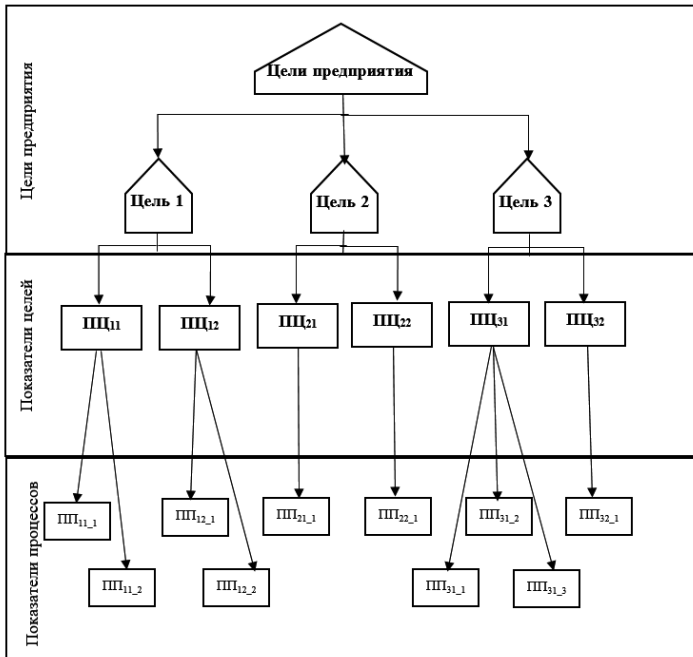 Цели предприятия
Цели предприятия
Цель 1
Цель 2
Цель 3
Показатели целей
ПЦ11
ПЦ12
ПЦ21
ПЦ22
ПЦ31
ПЦ32
Показатели процессов
ПП11_1
ПП12_1
ПП21_1
ПП22_1
ПП31_2
ПП32_1
ПП11_2
ПП12_2
ПП31_1
ПП31_3